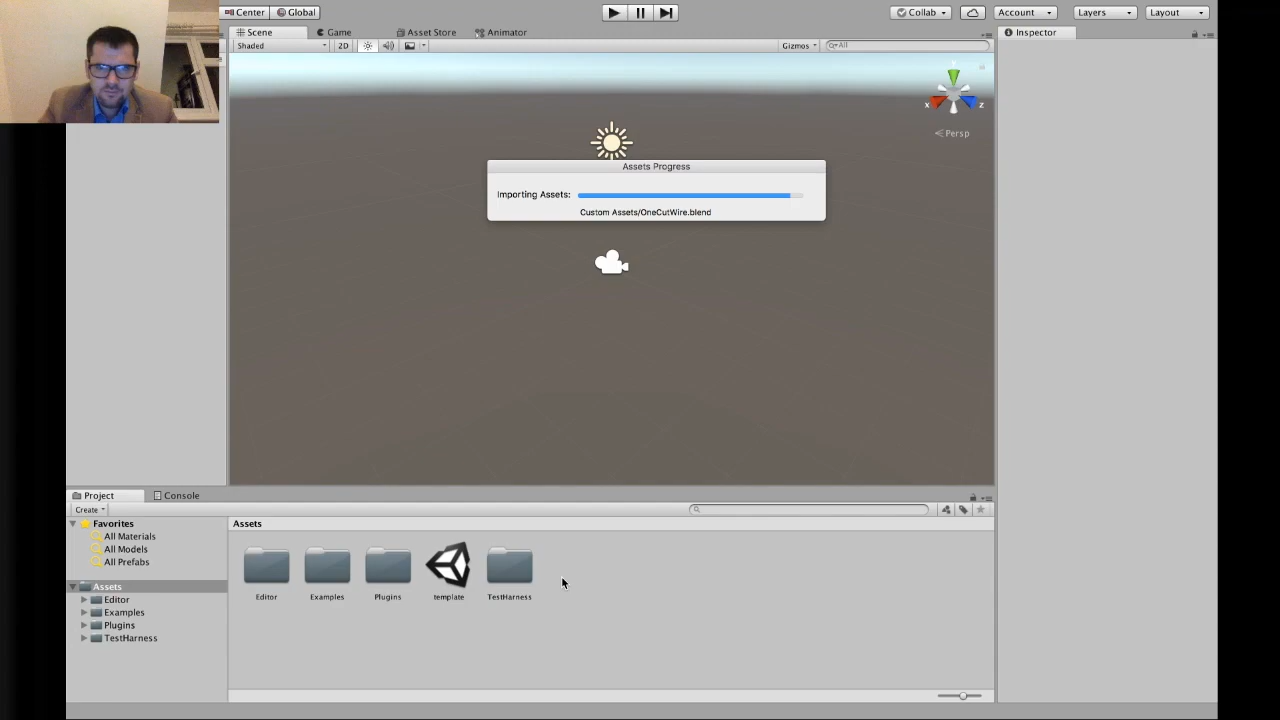 Center Global Collab Account Layers Layout
Scene Game Asset Store Animator Inspector
Shaded 2D Gizmos All
x z
Persp
Assets Progress
Importing Assets:
Custom Assets/OneCutWire.blend
Project Console
Create
Favorites Assets
All Materials
All Models
All Prefabs
Assets
Editor
Examples
Plugins
TestHarness
Editor Examples Plugins template TestHarness